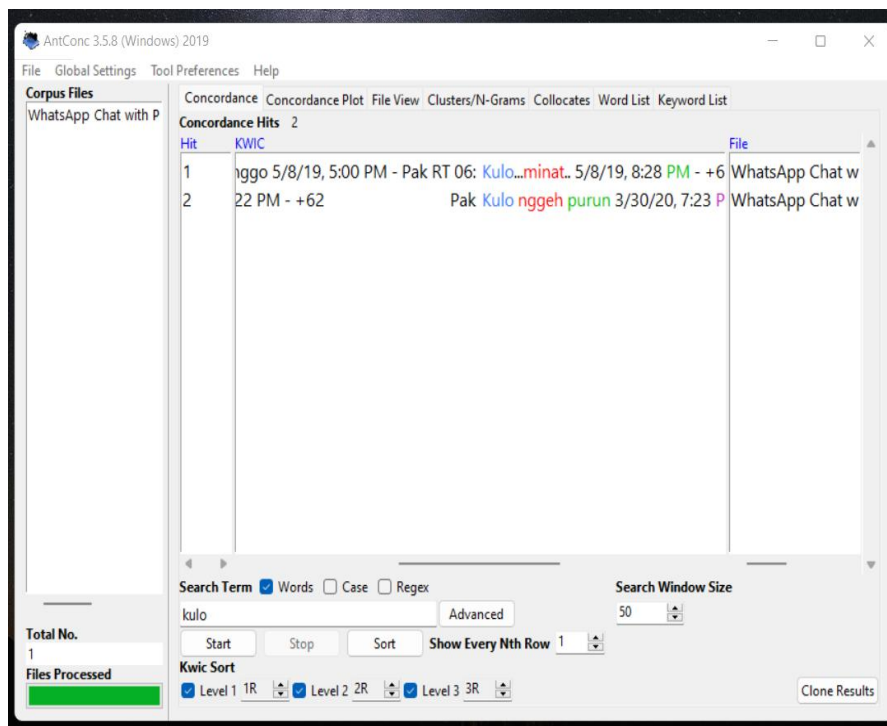 AntConc 3.5.8 (Windows) 2019
File Global Settings Tool Preferences Help
Corpus Files
WhatsApp Chat with P
Concordance Concordance Plot File View Clusters/N-Grams Collocates Word List Keyword List
Concordance Hits 2
Hit KWIC File
1 nggo 5/8/19, 5:00 PM - Pak RT 06: Kulo...minat.. 5/8/19, 8:28 PM - +6 WhatsApp Chat w
2 22 PM - +62 Pak Kulo nggeh purun 3/30/20, 7:23 P WhatsApp Chat w
Search Term Words Case Regex Search Window Size
kulo Advanced 50
Total No.
1
Files Processed
Start Stop Sort Show Every Nth Row 1
Kwic Sort
Level 1 1R Level 2 2R Level 3 3R Clone Results